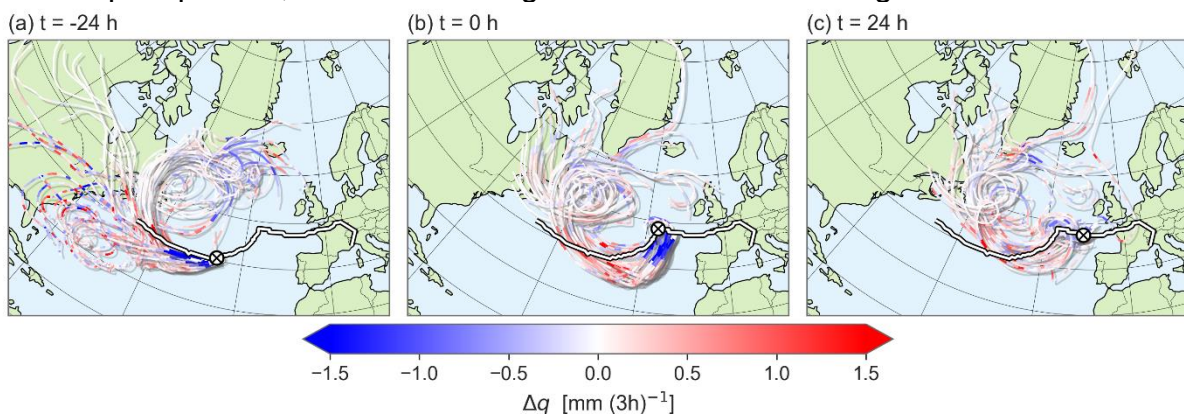 (a) t = -24 h
(b) t = 0 h
(c) t = 24 h
−1.5 −1.0 −0.5 0.0 0.5 1.0 1.5
Δq [mm (3h)⁻¹]